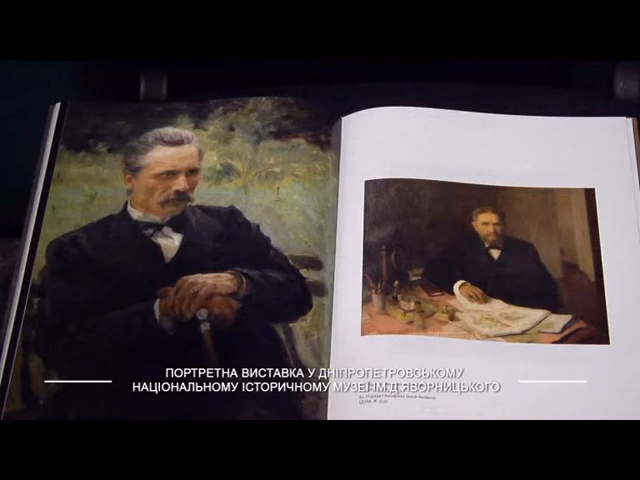 ПОРТРЕТНА ВИСТАВКА У ДНІПРОПЕТРОВСЬКОМУ
НАЦІОНАЛЬНОМУ ІСТОРИЧНОМУ МУЗЕЇ ІМ.Д.ЯВОРНИЦЬКОГО